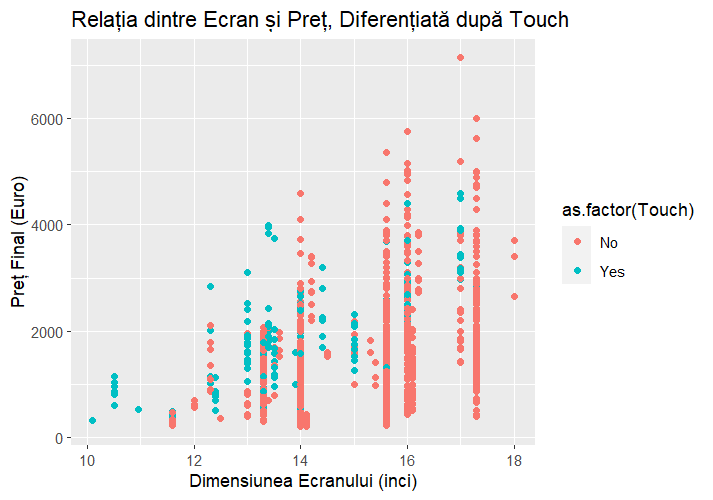 Relația dintre Ecran și Preț, Diferențiată după Touch
Preț Final (Euro)
6000
4000
2000
0
10
12
14
16
18
Dimensiunea Ecranului (inci)
as.factor(Touch)
No
Yes